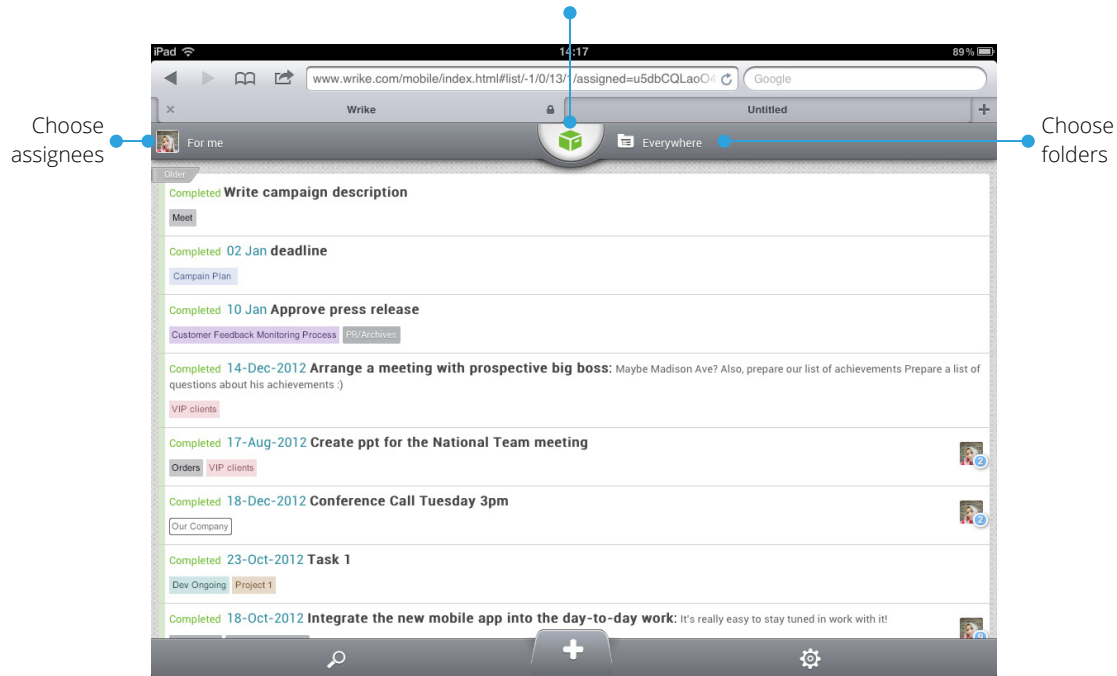 iPad 14:17 89 %
www.wrike.com/mobile/index.html#list/-1/0/13/1/assigned=u5dbCQLaoO4 Google
Wrike Untitled
Choose
assignees
For me Everywhere
Choose
folders
Older
Completed Write campaign description
Meet
Completed 02 Jan deadline
Campain Plan
Completed 10 Jan Approve press release
Customer Feedback Monitoring Process PR/Archives
Completed 14-Dec-2012 Arrange a meeting with prospective big boss: Maybe Madison Ave? Also, prepare our list of achievements Prepare a list of
questions about his achievements :)
VIP clients
Completed 17-Aug-2012 Create ppt for the National Team meeting
2
Orders VIP clients
Completed 18-Dec-2012 Conference Call Tuesday 3pm
2
Our Company
Completed 23-Oct-2012 Task 1
Dev Ongoing Project 1
Completed 18-Oct-2012 Integrate the new mobile app into the day-to-day work: It's really easy to stay tuned in work with it!